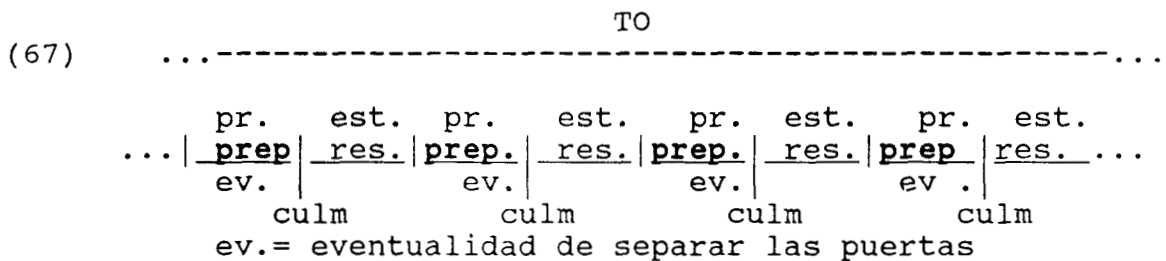 TO
(67) ...-----------------------------------------------...
pr. est. pr. est. pr. est. pr. est.
...| prep| res.|prep.| res.|prep.| res.|prep | res. ...
ev. | ev.| ev.| ev .|
culm culm culm culm
ev.= eventualidad de separar las puertas